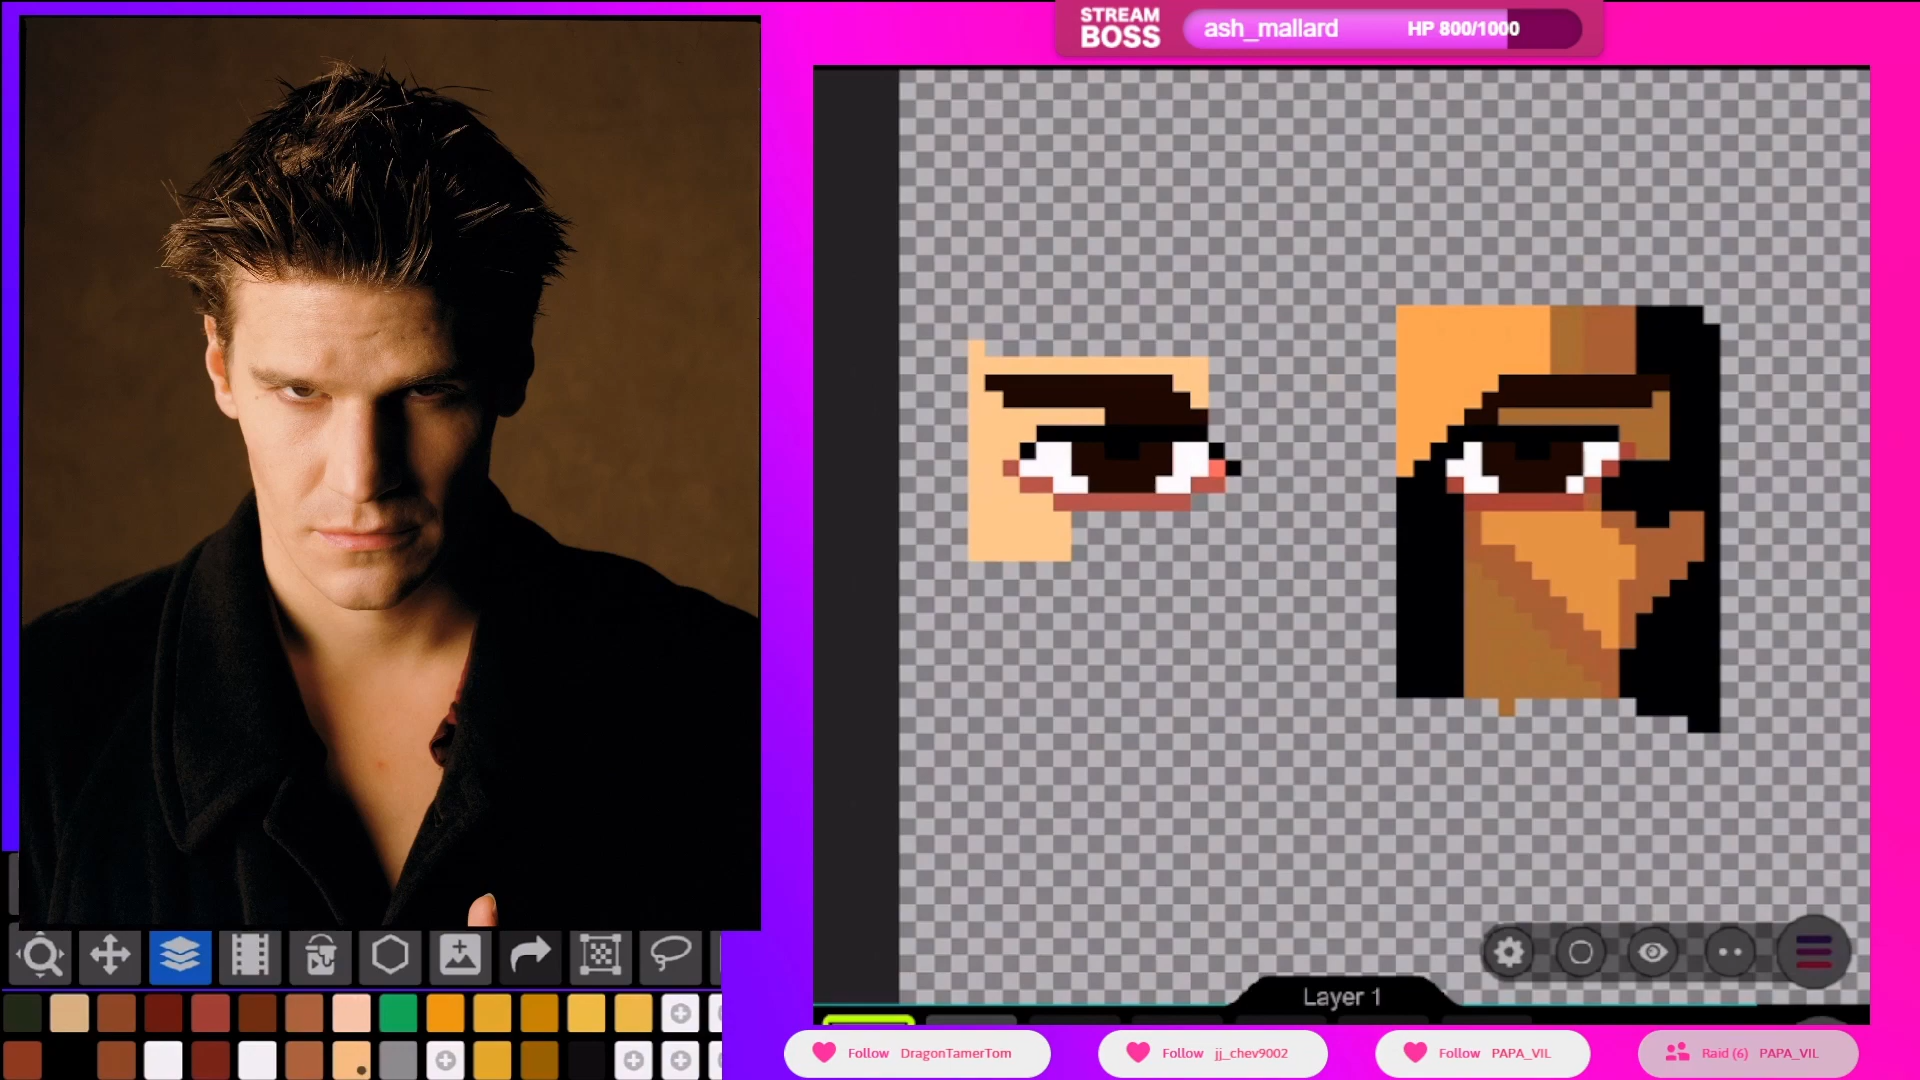 STREAM
BOSS
ash_mallard HP 800/1000
Layer 1
Follow DragonTamerTom
Follow jj_chev9002
Follow PAPA_VIL
Raid (6) PAPA_VIL